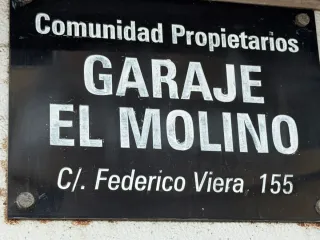 Comunidad Propietarios
GARAJE
EL MOLINO
C/. Federico Viera 155